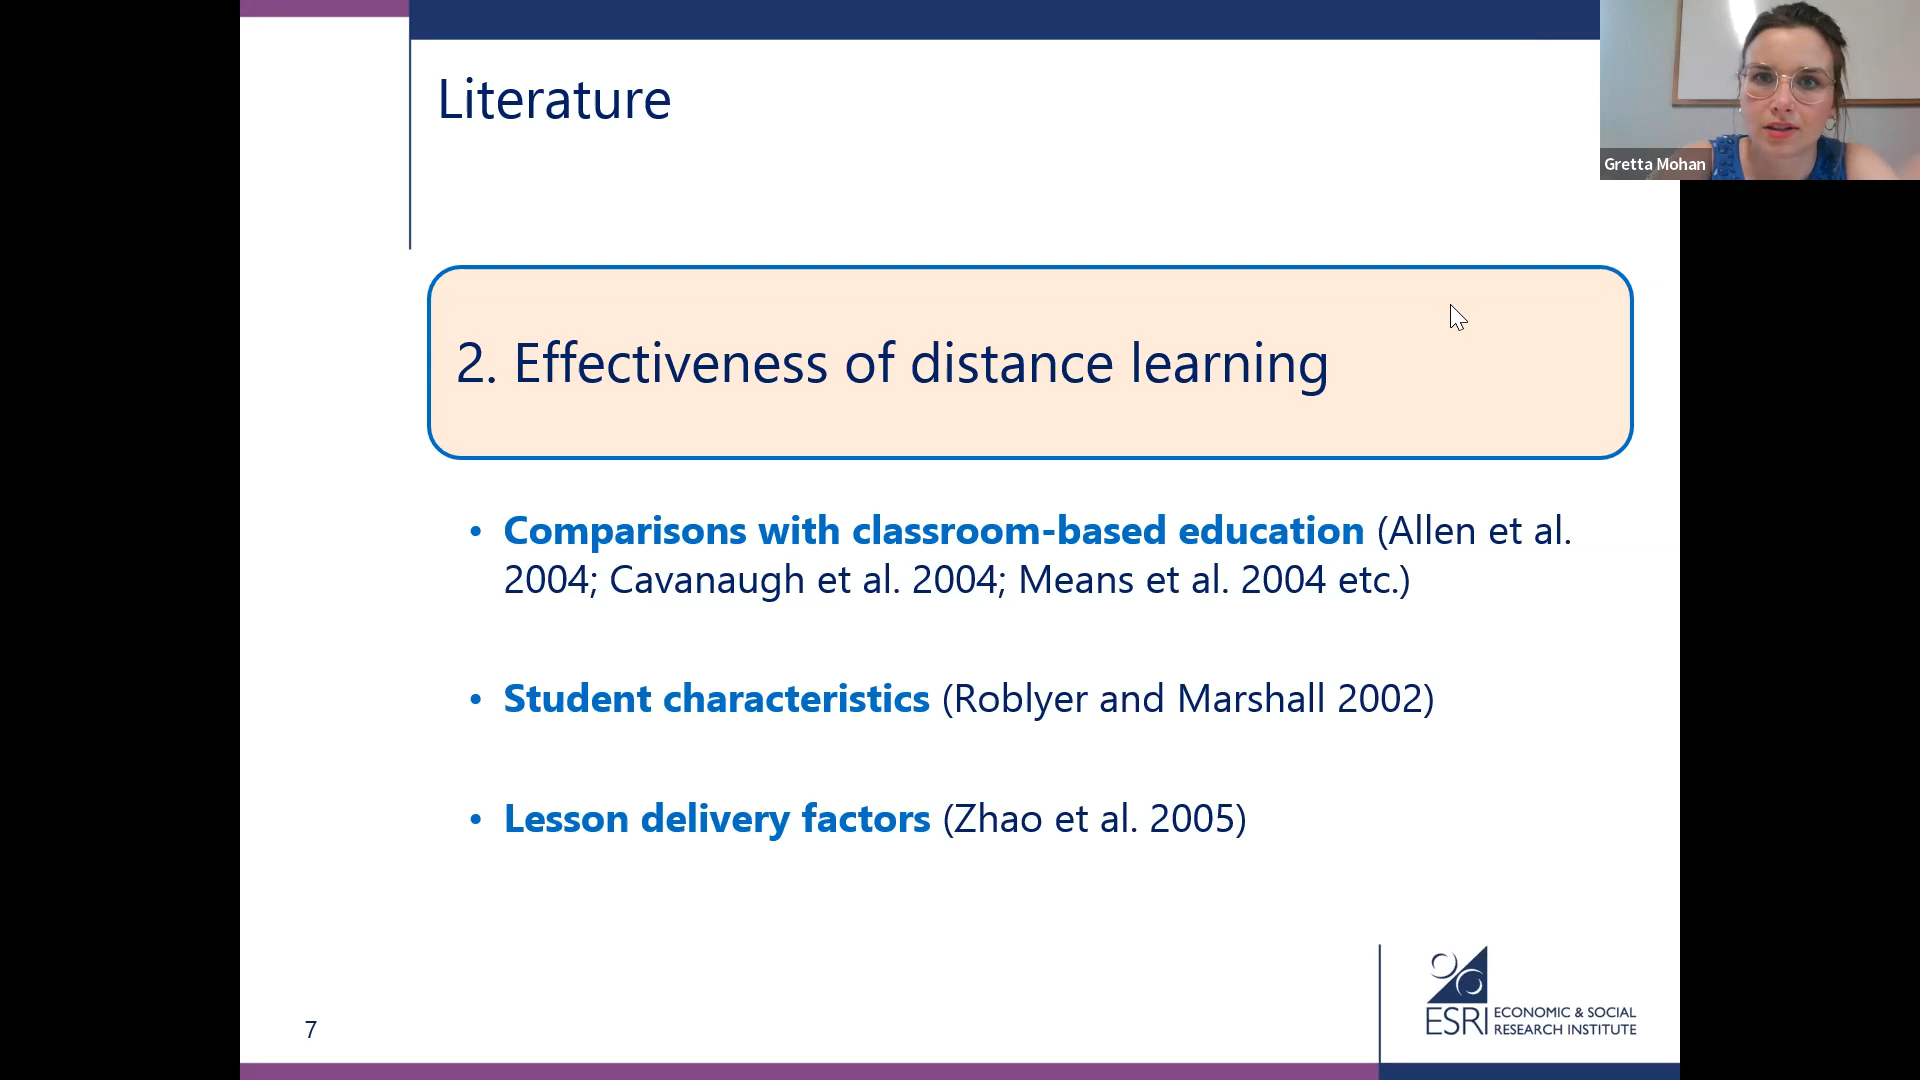 Literature
Gretta Mohan
2. Effectiveness of distance learning
• Comparisons with classroom-based education (Allen et al.
2004; Cavanaugh et al. 2004; Means et al. 2004 etc.)
• Student characteristics (Roblyer and Marshall 2002)
• Lesson delivery factors (Zhao et al. 2005)
7
ESRI ECONOMIC & SOCIAL
RESEARCH INSTITUTE